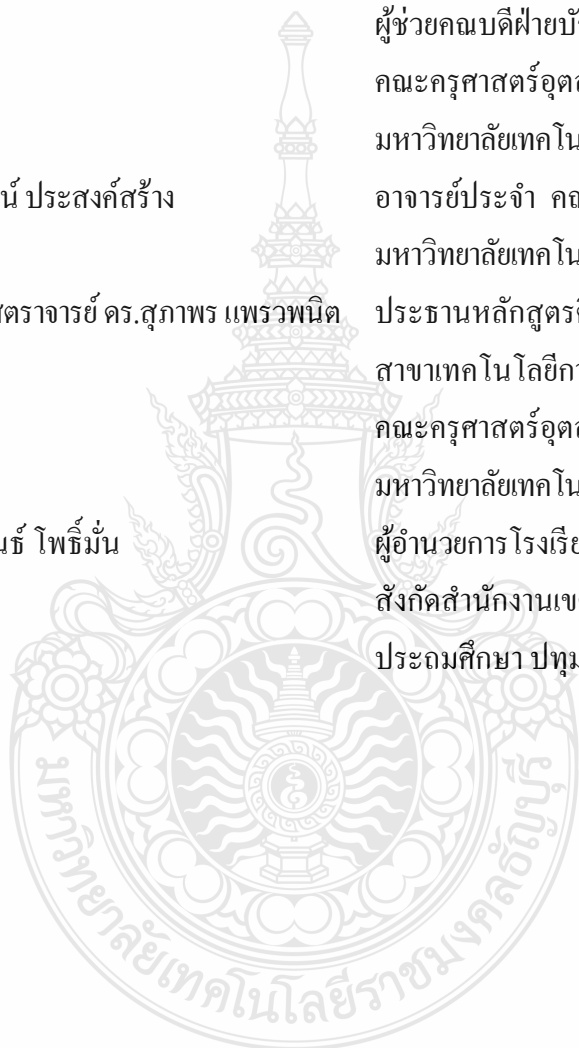 ผู้ช่วยคณบดีฝ่ายบั
คณะครุศาสตร์อุต
มหาวิทยาลัยเทคโน
น์ ประสงค์สร้าง อาจารย์ประจำ คณ
มหาวิทยาลัยเทคโน
สตราจารย์ ดร.สุภาพร แพรวพนิต ประธานหลักสูตร
สาขาเทคโนโลยีกา
คณะครุศาสตร์อุต
มหาวิทยาลัยเทคโน
นธ์ โพธิ์มั่น ผู้อำนวยการโรงเรีย
สังกัดสำนักงานเข
ประถมศึกษา ปทุม
มหาวิทยาลัยเทคโนโลยีราชมงคลธัญบุรี